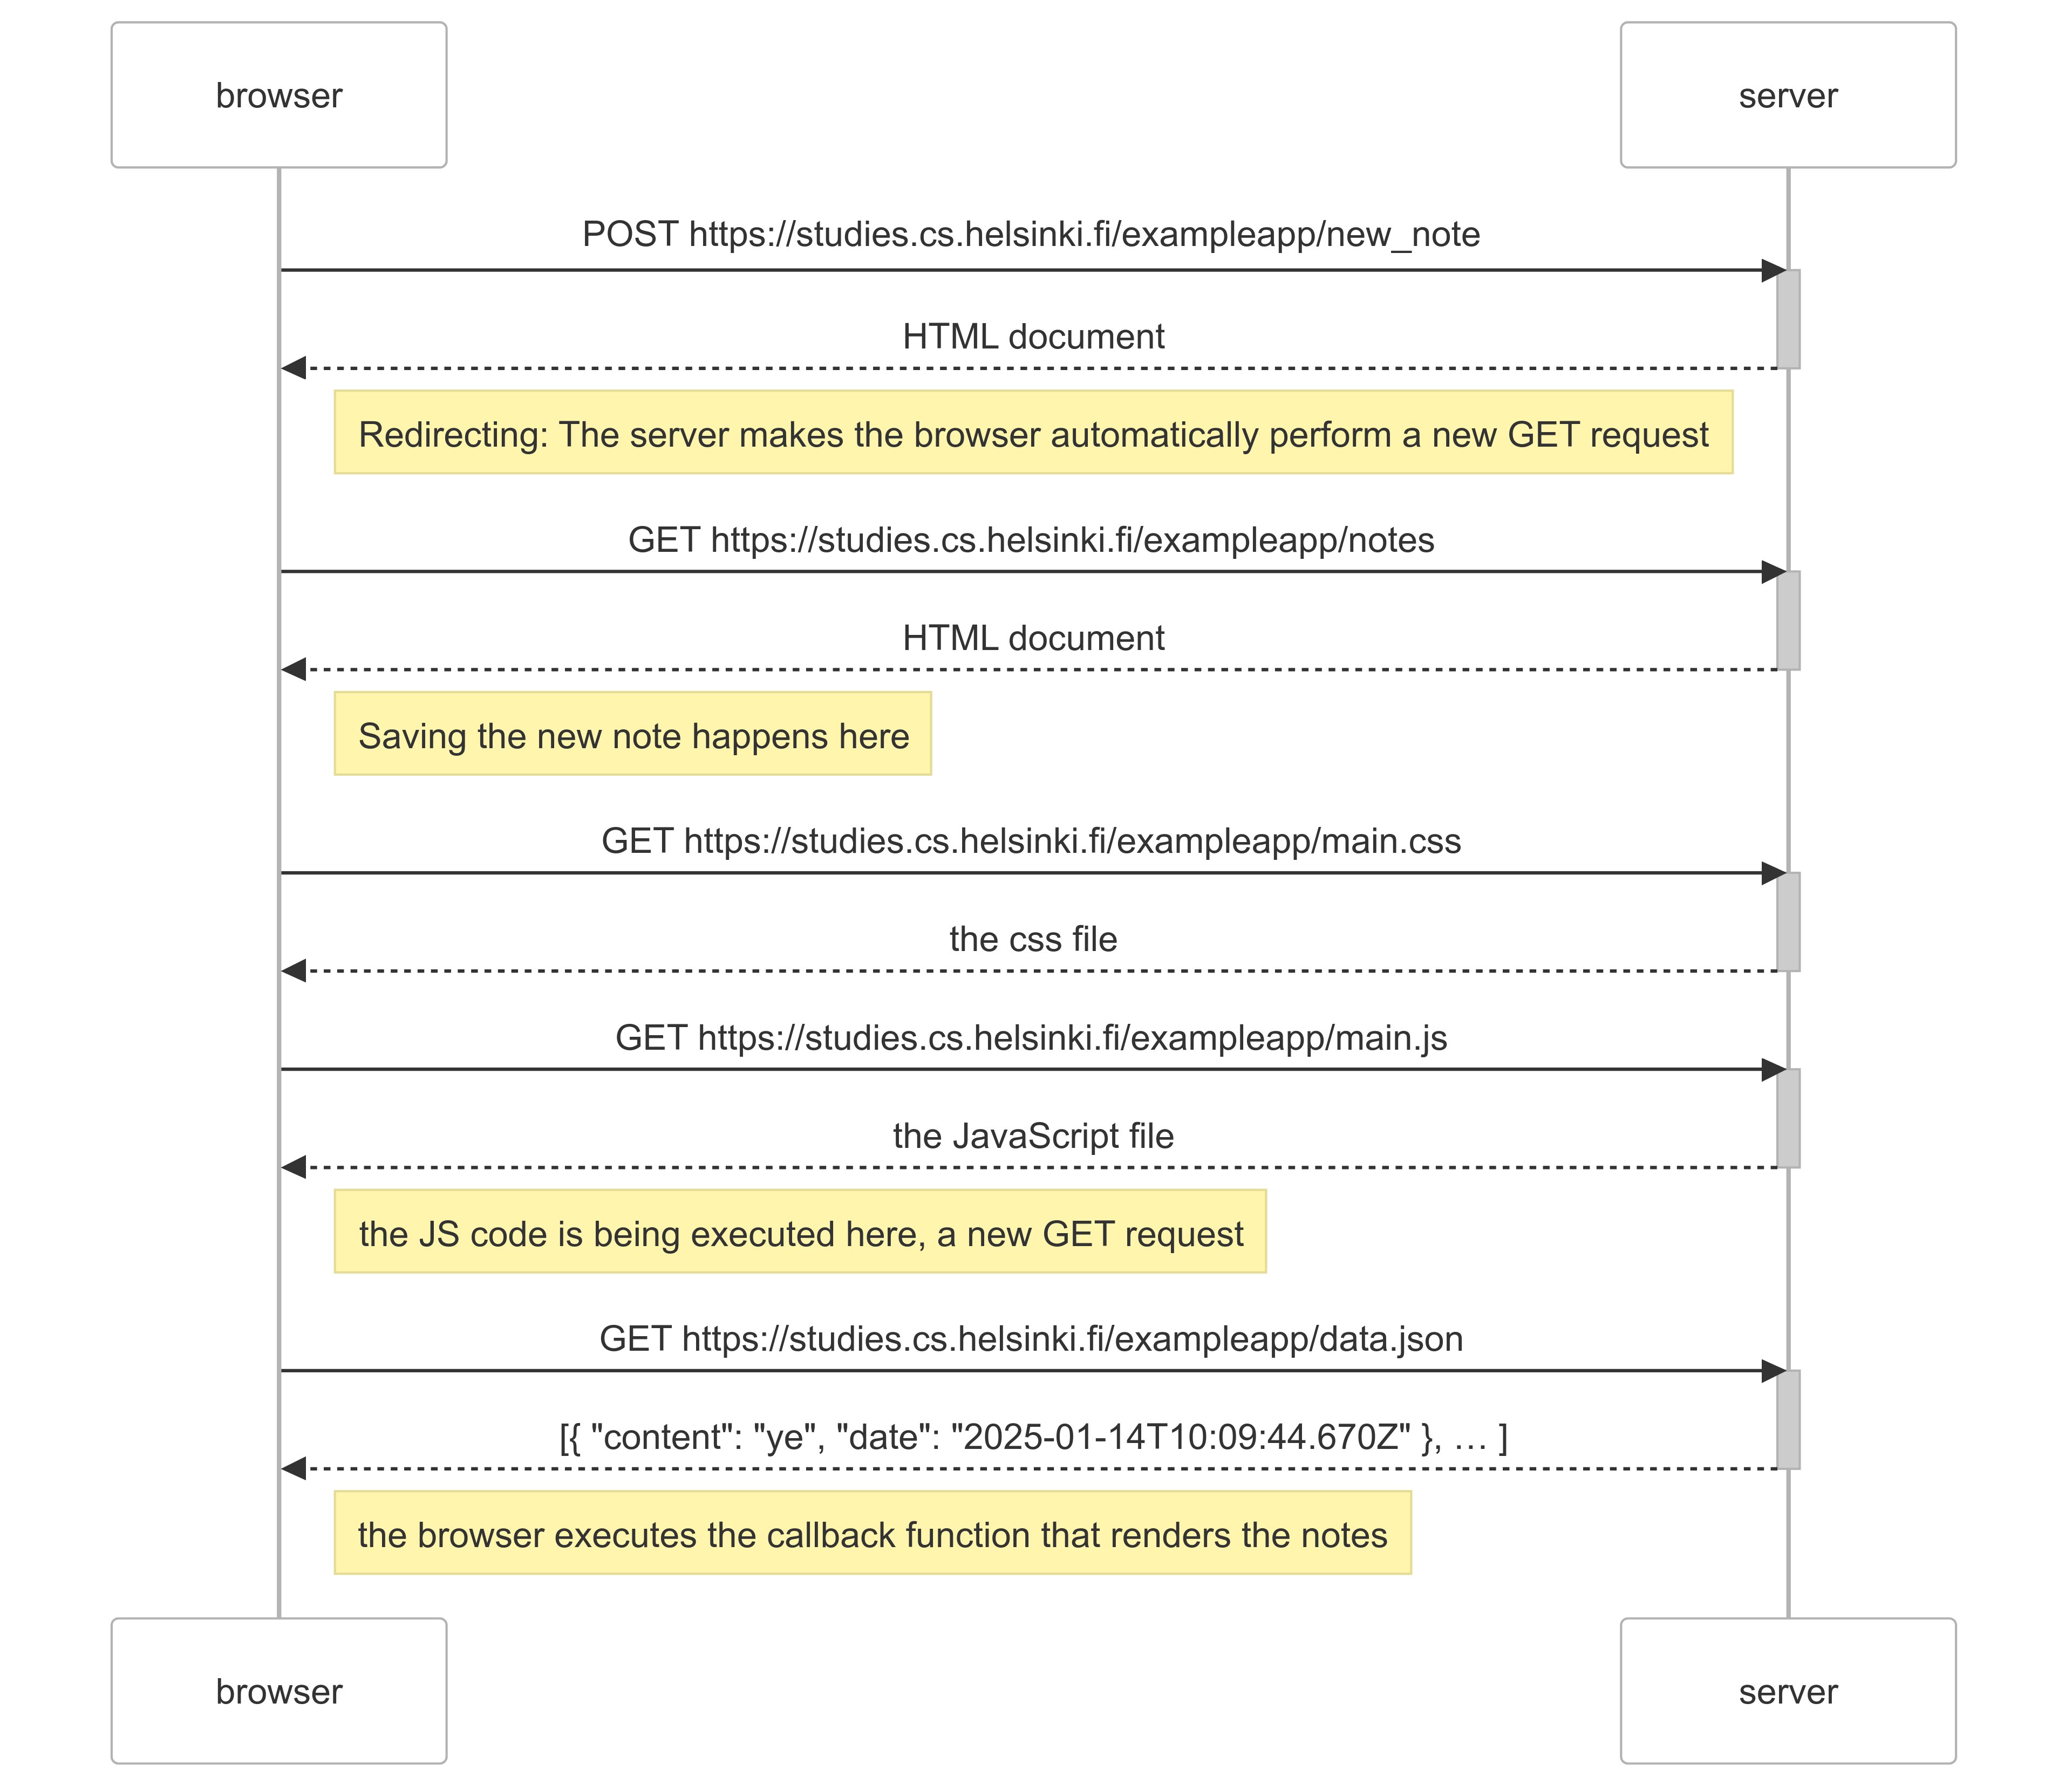 browser
server
POST https://studies.cs.helsinki.fi/exampleapp/new_note
HTML document
Redirecting: The server makes the browser automatically perform a new GET request
GET https://studies.cs.helsinki.fi/exampleapp/notes
HTML document
Saving the new note happens here
GET https://studies.cs.helsinki.fi/exampleapp/main.css
the css file
GET https://studies.cs.helsinki.fi/exampleapp/main.js
the JavaScript file
the JS code is being executed here, a new GET request
GET https://studies.cs.helsinki.fi/exampleapp/data.json
[{ "content": "ye", "date": "2025-01-14T10:09:44.670Z" }, … ]
the browser executes the callback function that renders the notes
browser
server